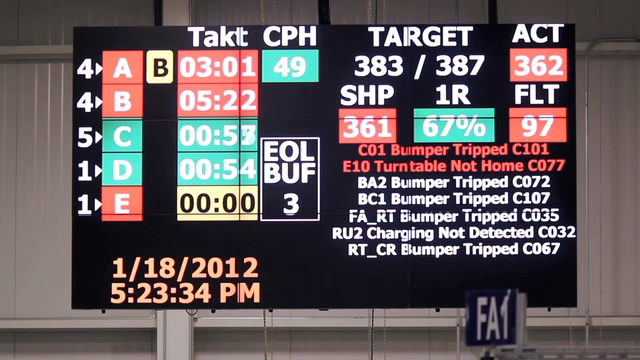 Takt CPH TARGET ACT
4 A B 03:01 49 383 / 387 362
4 B 05:22 SHP 1R FLT
5 C 361 67% 97
1 D 00:54 EOL BUF
1 E 00:00 3
C01 Bumper Tripped C101
E10 Turntable Not Home C077
BA2 Bumper Tripped C072
BC1 Bumper Tripped C107
FA_RT Bumper Tripped C035
RU2 Charging Not Detected C032
RT_CR Bumper Tripped C067
1/18/2012
5:23:34 PM
FA1